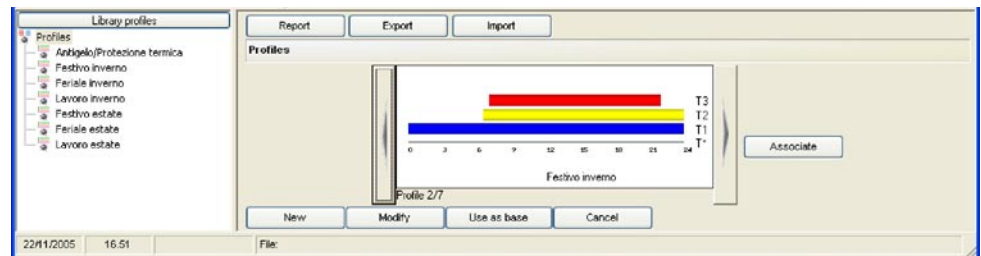 Library profiles
Profiles
Antigelo/Protezione termica
Festivo inverno
Feriale inverno
Lavoro inverno
Festivo estate
Feriale estate
Lavoro estate
Report Export Import
Profiles
T3
T2
T1
T*
0 3 6 9 12 15 18 21 24
Festivo inverno
Profile 2/7
Associate
New Modify Use as base Cancel
22/11/2005 16.51 File: